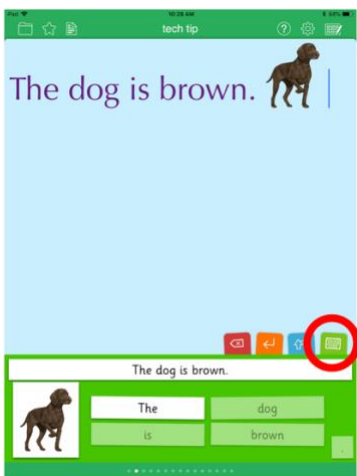 iPad
10:28 AM
tech tip
The dog is brown.
The dog is brown.
The
dog
is
brown
.